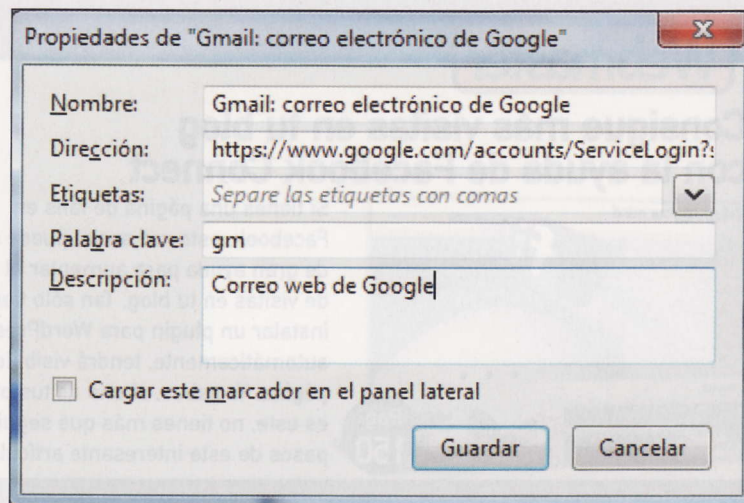 Propiedades de "Gmail: correo electrónico de Google"
Nombre: Gmail: correo electrónico de Google
Dirección: https://www.google.com/accounts/ServiceLogin?
Etiquetas: Separe las etiquetas con comas
Palabra clave: gm
Descripción: Correo web de Google
Cargar este marcador en el panel lateral
Guardar Cancelar